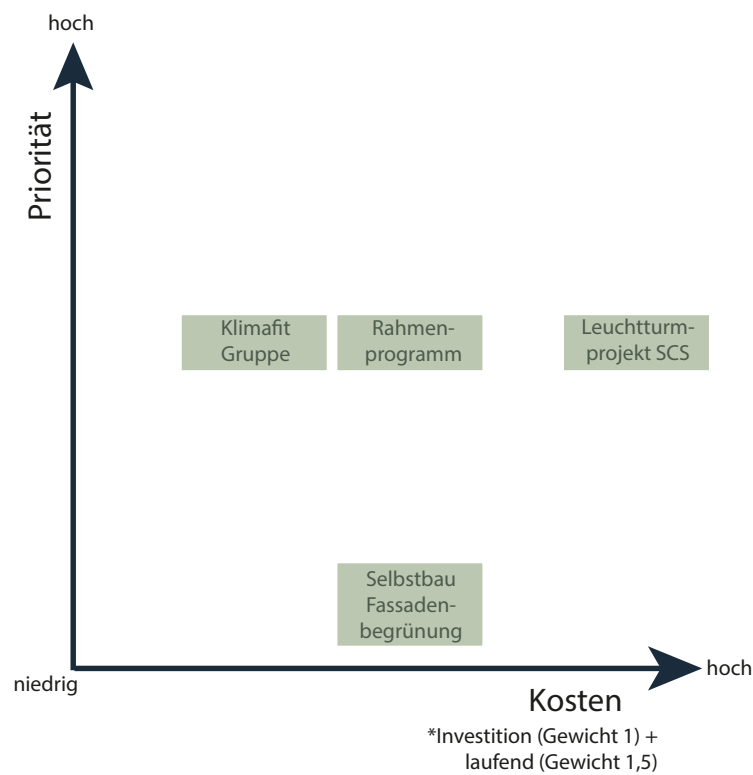 hoch
Priorität
Klimafit
Gruppe
Rahmen-
programm
Leuchtturm-
projekt SCS
Selbstbau
Fassaden-
begrünung
niedrig
hoch
Kosten
*Investition (Gewicht 1) +
laufend (Gewicht 1,5)